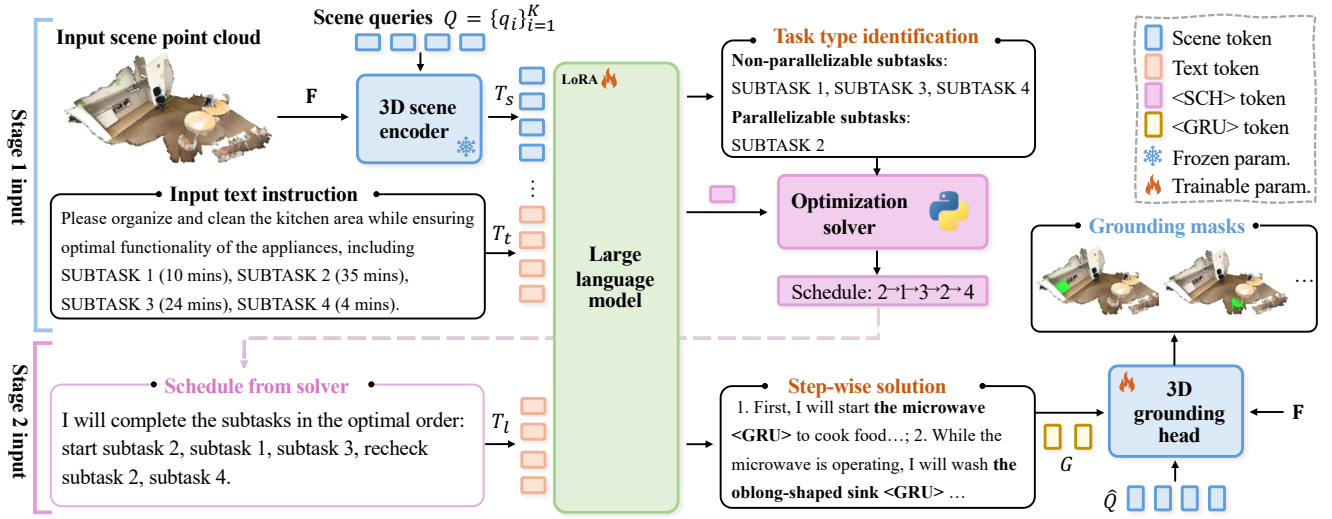 Stage 1 input
Input scene point cloud
F
Scene queries Q = {q_i}_{i=1}^K
3D scene
encoder
T_s
Input text instruction
Please organize and clean the kitchen area while ensuring
optimal functionality of the appliances, including
SUBTASK 1 (10 mins), SUBTASK 2 (35 mins),
SUBTASK 3 (24 mins), SUBTASK 4 (4 mins).
T_t
⋮
LoRA
Large
language
model
Task type identification
Non-parallelizable subtasks:
SUBTASK 1, SUBTASK 3, SUBTASK 4
Parallelizable subtasks:
SUBTASK 2
Optimization
solver
Schedule: 2→1→3→2→4
Scene token
Text token
<SCH> token
<GRU> token
Frozen param.
Trainable param.
Grounding masks
...
Stage 2 input
Schedule from solver
I will complete the subtasks in the optimal order:
start subtask 2, subtask 1, subtask 3, recheck
subtask 2, subtask 4.
T_l
Step-wise solution
1. First, I will start the microwave
<GRU> to cook food…; 2. While the
microwave is operating, I will wash the
oblong-shaped sink <GRU> …
G
3D
grounding
head
F
Q̂